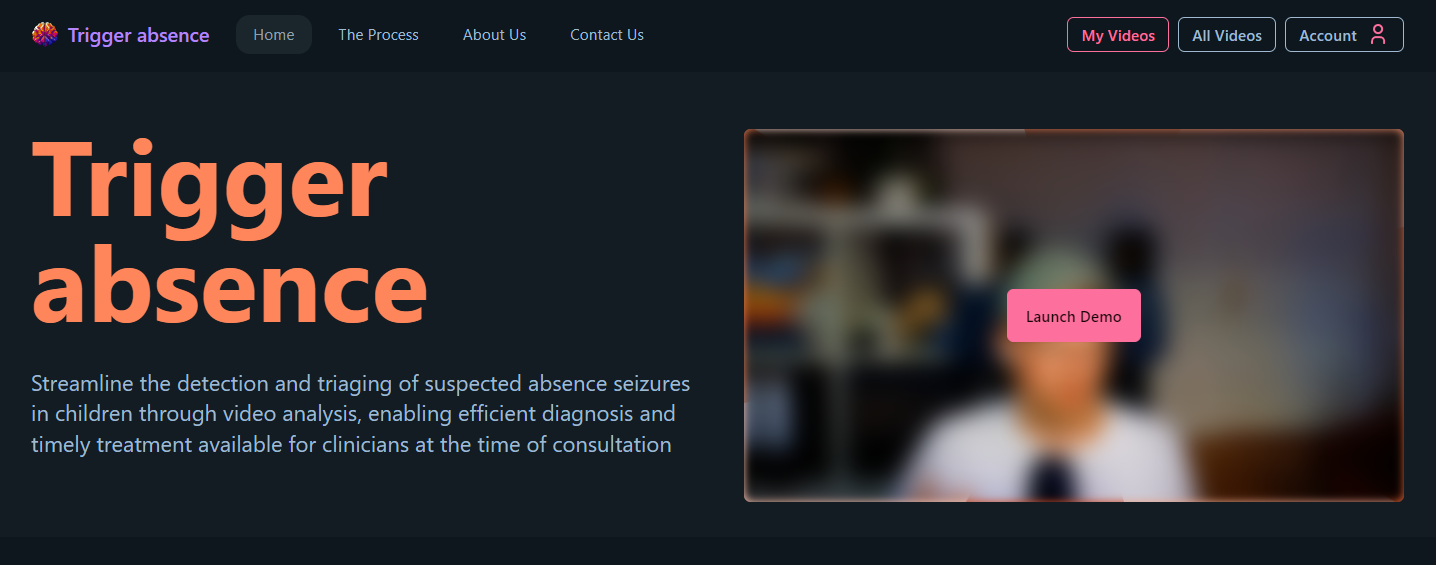 Trigger absence
Home
The Process
About Us
Contact Us
My Videos
All Videos
Account
Trigger
absence
Streamline the detection and triaging of suspected absence seizures
in children through video analysis, enabling efficient diagnosis and
timely treatment available for clinicians at the time of consultation
Launch Demo